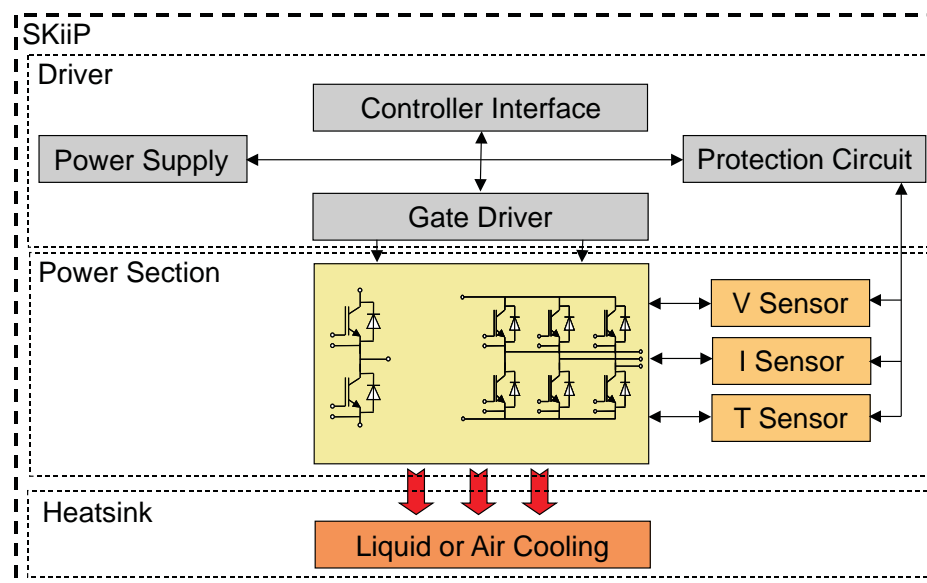 SKiiP
Driver
Controller Interface
Power Supply
Protection Circuit
Gate Driver
Power Section
V Sensor
I Sensor
T Sensor
Heatsink
Liquid or Air Cooling